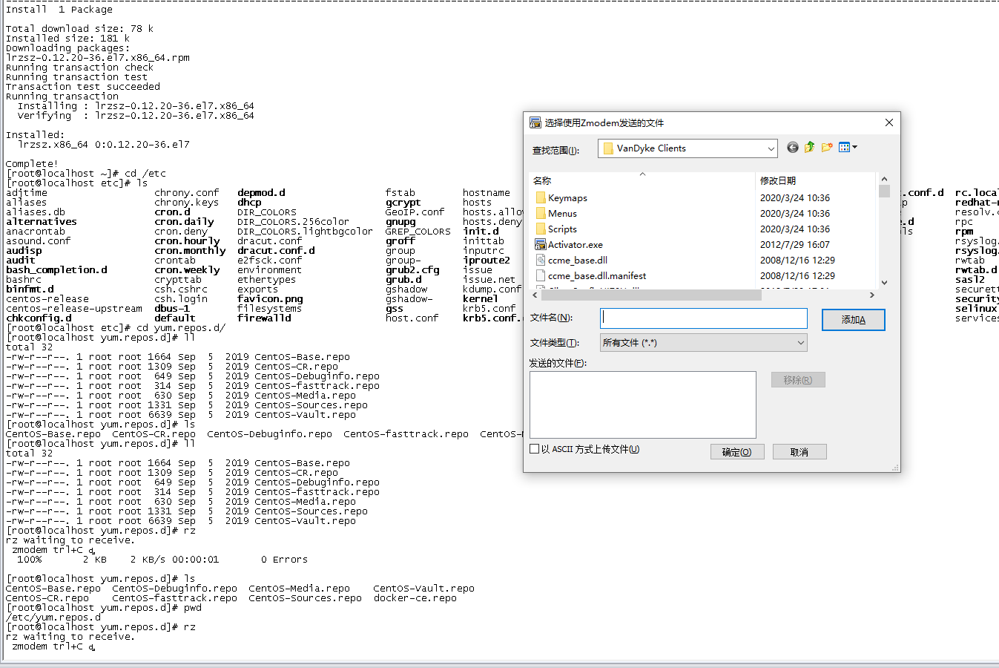 Install  1 Package
Total download size: 78 k
Installed size: 181 k
Downloading packages:
lrzsz-0.12.20-36.el7.x86_64.rpm
Running transaction check
Running transaction test
Transaction test succeeded
Running transaction
  Installing : lrzsz-0.12.20-36.el7.x86_64
  Verifying  : lrzsz-0.12.20-36.el7.x86_64
Installed:
  lrzsz.x86_64 0:0.12.20-36.el7
Complete!
[root@localhost ~]# cd /etc
[root@localhost etc]# ls
adjtime chrony.conf depmod.d fstab hostname .conf.d rc.local
aliases chrony.keys dhcp gcrypt hosts p redhat-
aliases.db cron.d DIR_COLORS GeoIP.conf hosts.allow resolv.c
alternatives cron.daily DIR_COLORS.256color gnupg hosts.deny e.d rpc
anacrontab cron.deny DIR_COLORS.lightbgcolor GREP_COLORS init.d ls rpm
asound.conf cron.hourly dracut.conf groff inittab rsyslog.
audisp cron.monthly dracut.conf.d group inputrc rsyslog.
audit crontab e2fsck.conf group- iproute2 rwtab
bash_completion.d cron.weekly environment grub2.cfg issue rwtab.d
bashrc crypttab ethertypes grub.d issue.net sasl2
binfmt.d csh.cshrc exports gshadow kdump.conf securett
centos-release csh.login favicon.png gshadow- kernel security
centos-release-upstream dbus-1 filesystems gss krb5.conf selinux
chkconfig.d default firewalld host.conf krb5.conf. services
[root@localhost etc]# cd yum.repos.d/
[root@localhost yum.repos.d]# ll
total 32
-rw-r--r--. 1 root root 1664 Sep  5  2019 CentOS-Base.repo
-rw-r--r--. 1 root root 1309 Sep  5  2019 CentOS-CR.repo
-rw-r--r--. 1 root root  649 Sep  5  2019 CentOS-Debuginfo.repo
-rw-r--r--. 1 root root  314 Sep  5  2019 CentOS-fasttrack.repo
-rw-r--r--. 1 root root  630 Sep  5  2019 CentOS-Media.repo
-rw-r--r--. 1 root root 1331 Sep  5  2019 CentOS-Sources.repo
-rw-r--r--. 1 root root 6639 Sep  5  2019 CentOS-Vault.repo
[root@localhost yum.repos.d]# ls
CentOS-Base.repo  CentOS-CR.repo  CentOS-Debuginfo.repo  CentOS-fasttrack.repo  CentOS-
[root@localhost yum.repos.d]# ll
total 32
-rw-r--r--. 1 root root 1664 Sep  5  2019 CentOS-Base.repo
-rw-r--r--. 1 root root 1309 Sep  5  2019 CentOS-CR.repo
-rw-r--r--. 1 root root  649 Sep  5  2019 CentOS-Debuginfo.repo
-rw-r--r--. 1 root root  314 Sep  5  2019 CentOS-fasttrack.repo
-rw-r--r--. 1 root root  630 Sep  5  2019 CentOS-Media.repo
-rw-r--r--. 1 root root 1331 Sep  5  2019 CentOS-Sources.repo
-rw-r--r--. 1 root root 6639 Sep  5  2019 CentOS-Vault.repo
[root@localhost yum.repos.d]# rz
rz waiting to receive.
 zmodem trl+C
  100%       2 KB    2 KB/s 00:00:01       0 Errors
[root@localhost yum.repos.d]# ls
CentOS-Base.repo  CentOS-Debuginfo.repo  CentOS-Media.repo    CentOS-Vault.repo
CentOS-CR.repo    CentOS-fasttrack.repo  CentOS-Sources.repo  docker-ce.repo
[root@localhost yum.repos.d]# pwd
/etc/yum.repos.d
[root@localhost yum.repos.d]# rz
rz waiting to receive.
 zmodem trl+C
选择使用Zmodem发送的文件
查找范围(I): VanDyke Clients
名称 修改日期
Keymaps 2020/3/24 10:36
Menus 2020/3/24 10:36
Scripts 2020/3/24 10:36
Activator.exe 2012/7/29 16:07
ccme_base.dll 2008/12/16 12:29
ccme_base.dll.manifest 2008/12/16 12:29
文件名(N): 添加A
文件类型(T): 所有文件 (*.*)
发送的文件(F):
移除(R)
以 ASCII 方式上传文件(U) 确定(O) 取消